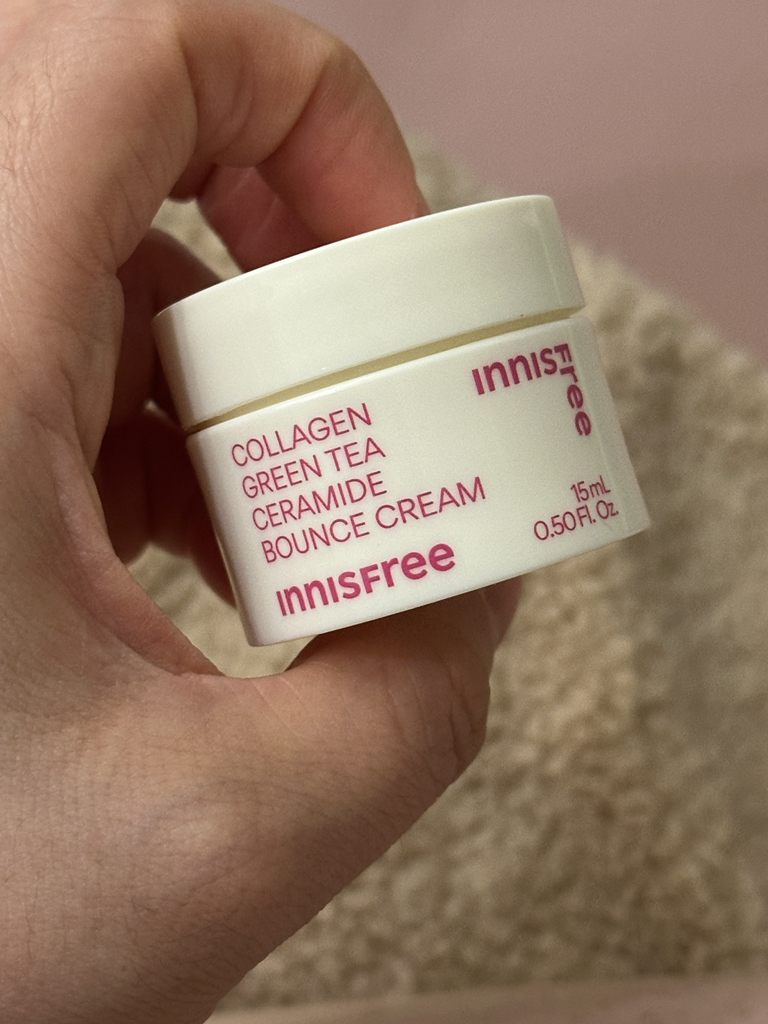 COLLAGEN
GREEN TEA
CERAMIDE
BOUNCE CREAM
INNISFree
INNISFree
15mL
0.50 Fl. Oz.